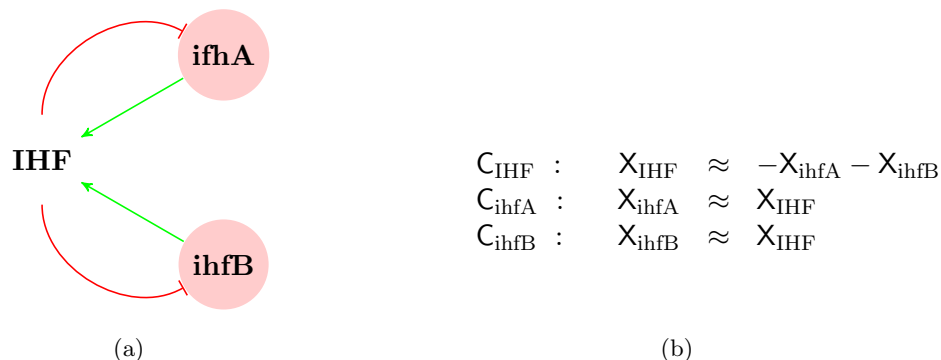 ifhA
IHF
ihfB
(a)
C_IHF : X_IHF ≈ −X_ihfA − X_ihfB
C_ihfA : X_ihfA ≈ X_IHF
C_ihfB : X_ihfB ≈ X_IHF
(b)